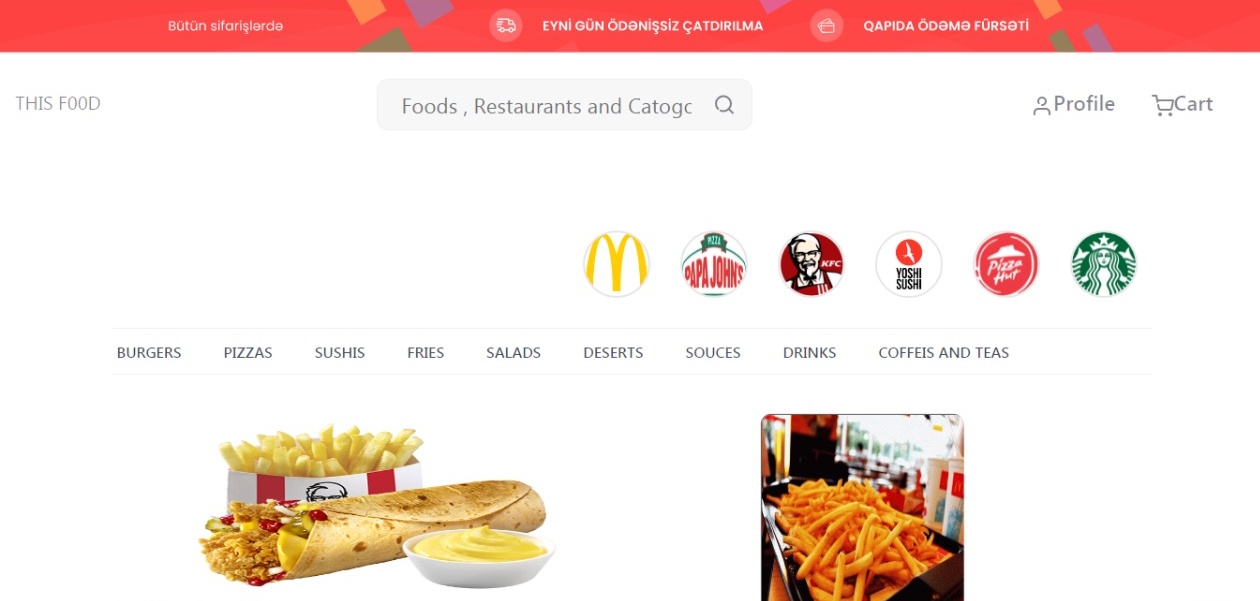 Bütün sifarişlərdə EYNİ GÜN ÖDƏNİŞSİZ ÇATDIRILMA QAPIDA ÖDƏMƏ FÜRSƏTİ
THIS F00D Foods , Restaurants and Catogc Profile Cart
PIZZA
PAPA JOHN'S
KFC
YOSHI
SUSHI
Pizza
Hut
BURGERS PIZZAS SUSHIS FRIES SALADS DESERTS SOUCES DRINKS COFFEIS AND TEAS